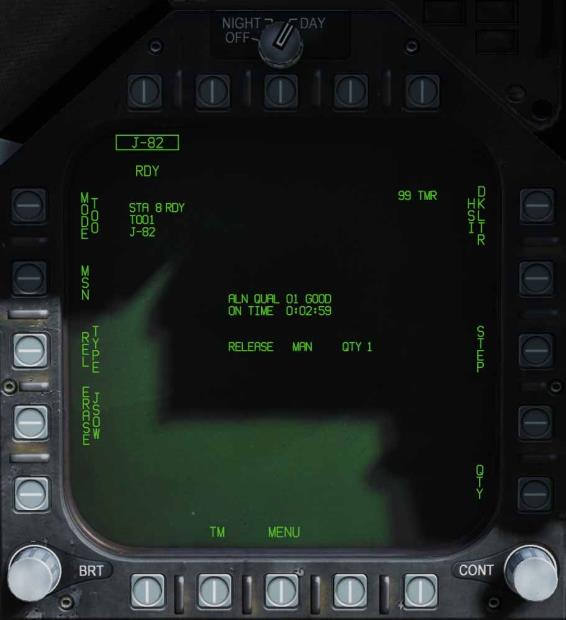 NIGHT DAY
OFF
J-82
RDY
99 TMR
MODE TOO
STA 8 RDY
TOO1
J-82
HSI DKLTR
MSN
ALN QUAL 01 GOOD
ON TIME 0:02:59
RELEASE MAN QTY 1
REL TYPE
STEP
ERASE JSOW
QTY
TM MENU
BRT CONT